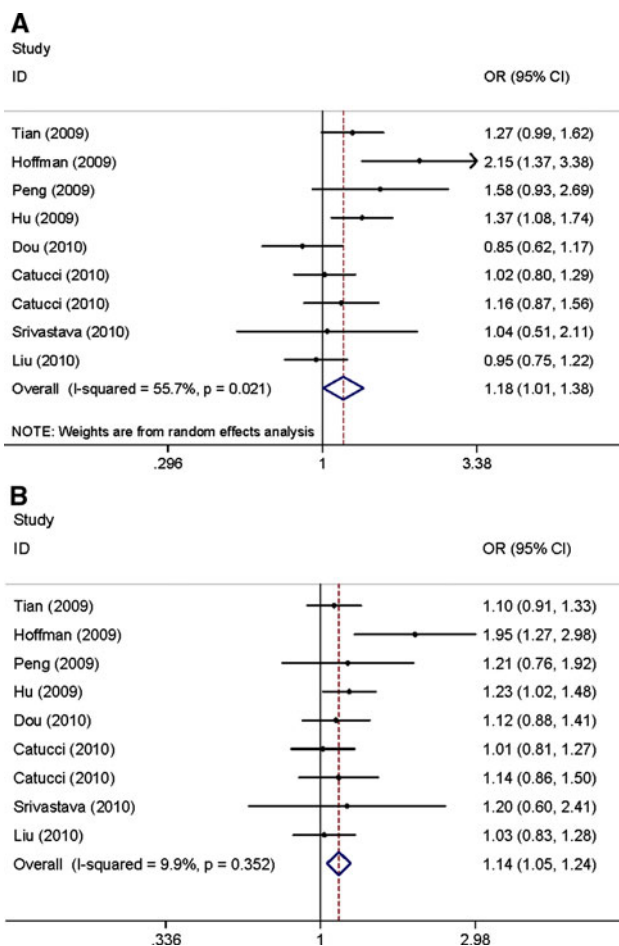 A
Study
ID OR (95% CI)
Tian (2009) 1.27 (0.99, 1.62)
Hoffman (2009) 2.15 (1.37, 3.38)
Peng (2009) 1.58 (0.93, 2.69)
Hu (2009) 1.37 (1.08, 1.74)
Dou (2010) 0.85 (0.62, 1.17)
Catucci (2010) 1.02 (0.80, 1.29)
Catucci (2010) 1.16 (0.87, 1.56)
Srivastava (2010) 1.04 (0.51, 2.11)
Liu (2010) 0.95 (0.75, 1.22)
Overall (I-squared = 55.7%, p = 0.021) 1.18 (1.01, 1.38)
NOTE: Weights are from random effects analysis
.296 1 3.38
B
Study
ID OR (95% CI)
Tian (2009) 1.10 (0.91, 1.33)
Hoffman (2009) 1.95 (1.27, 2.98)
Peng (2009) 1.21 (0.76, 1.92)
Hu (2009) 1.23 (1.02, 1.48)
Dou (2010) 1.12 (0.88, 1.41)
Catucci (2010) 1.01 (0.81, 1.27)
Catucci (2010) 1.14 (0.86, 1.50)
Srivastava (2010) 1.20 (0.60, 2.41)
Liu (2010) 1.03 (0.83, 1.28)
Overall (I-squared = 9.9%, p = 0.352) 1.14 (1.05, 1.24)
.336 1 2.98